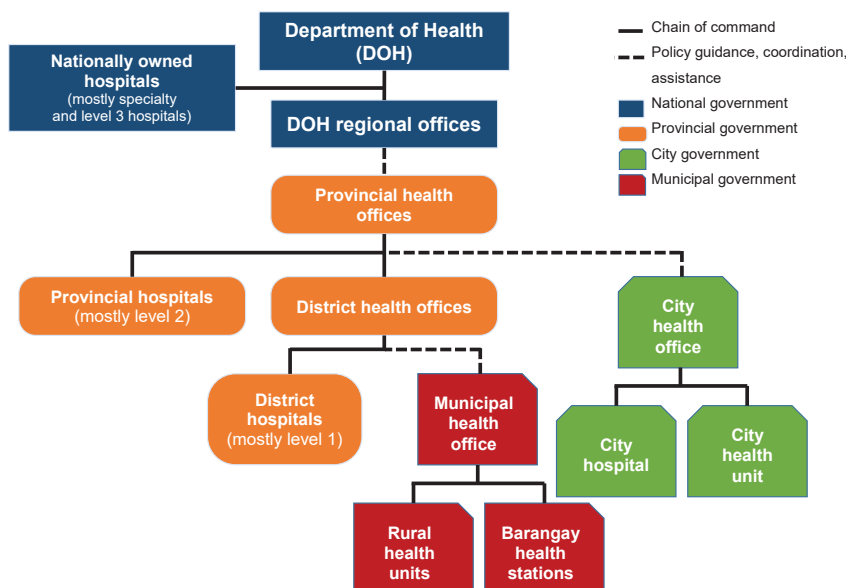 Department of Health
(DOH)
Nationally owned
hospitals
(mostly specialty
and level 3 hospitals)
DOH regional offices
Chain of command
Policy guidance, coordination,
assistance
National government
Provincial government
City government
Municipal government
Provincial health
offices
Provincial hospitals
(mostly level 2)
District health offices
City
health
office
District
hospitals
(mostly level 1)
Municipal
health
office
City
hospital
City
health
unit
Rural
health
units
Barangay
health
stations